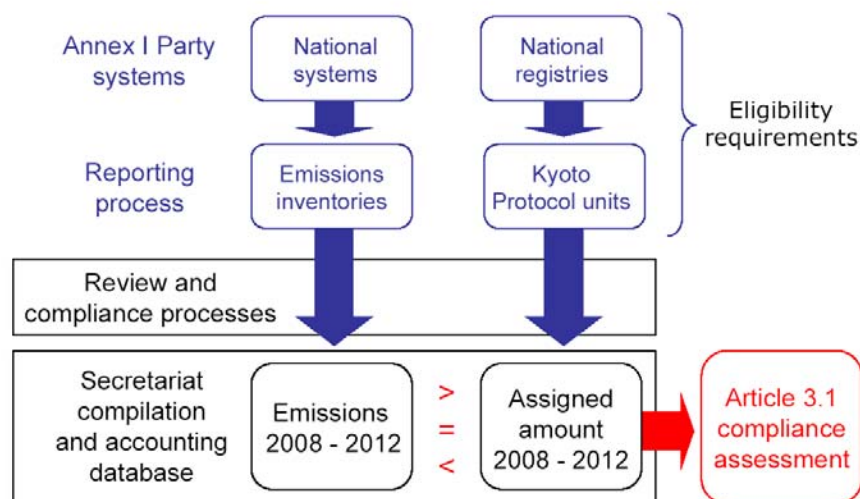 Annex I Party
systems
National
systems
National
registries
Eligibility
requirements
Reporting
process
Emissions
inventories
Kyoto
Protocol units
Review and
compliance processes
Secretariat
compilation
and accounting
database
Emissions
2008 - 2012
>
=
<
Assigned
amount
2008 - 2012
Article 3.1
compliance
assessment